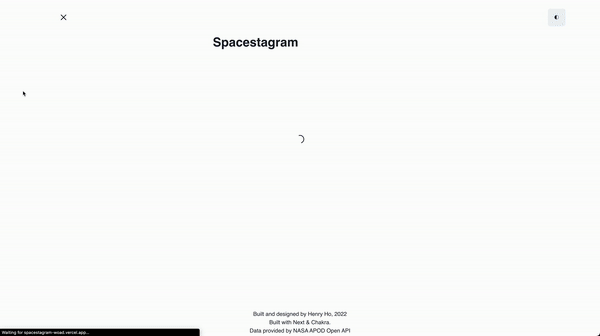 Spacestagram
Built and designed by Henry Ho, 2022
Built with Next & Chakra.
Data provided by NASA APOD Open API
Waiting for spacestagram-woad.vercel.app...